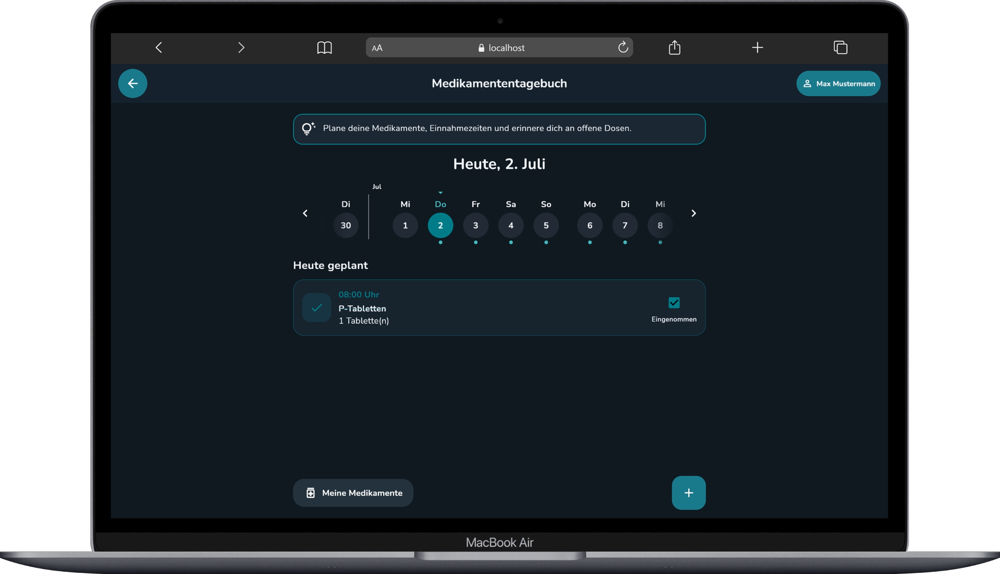 AA
localhost
Medikamententagebuch
Max Mustermann
Plane deine Medikamente, Einnahmezeiten und erinnere dich an offene Dosen.
Heute, 2. Juli
Jul
Di Mi Do Fr Sa So Mo Di Mi
30 1 2 3 4 5 6 7 8
Heute geplant
08:00 Uhr
P-Tabletten
1 Tablette(n)
Eingenommen
Meine Medikamente
MacBook Air